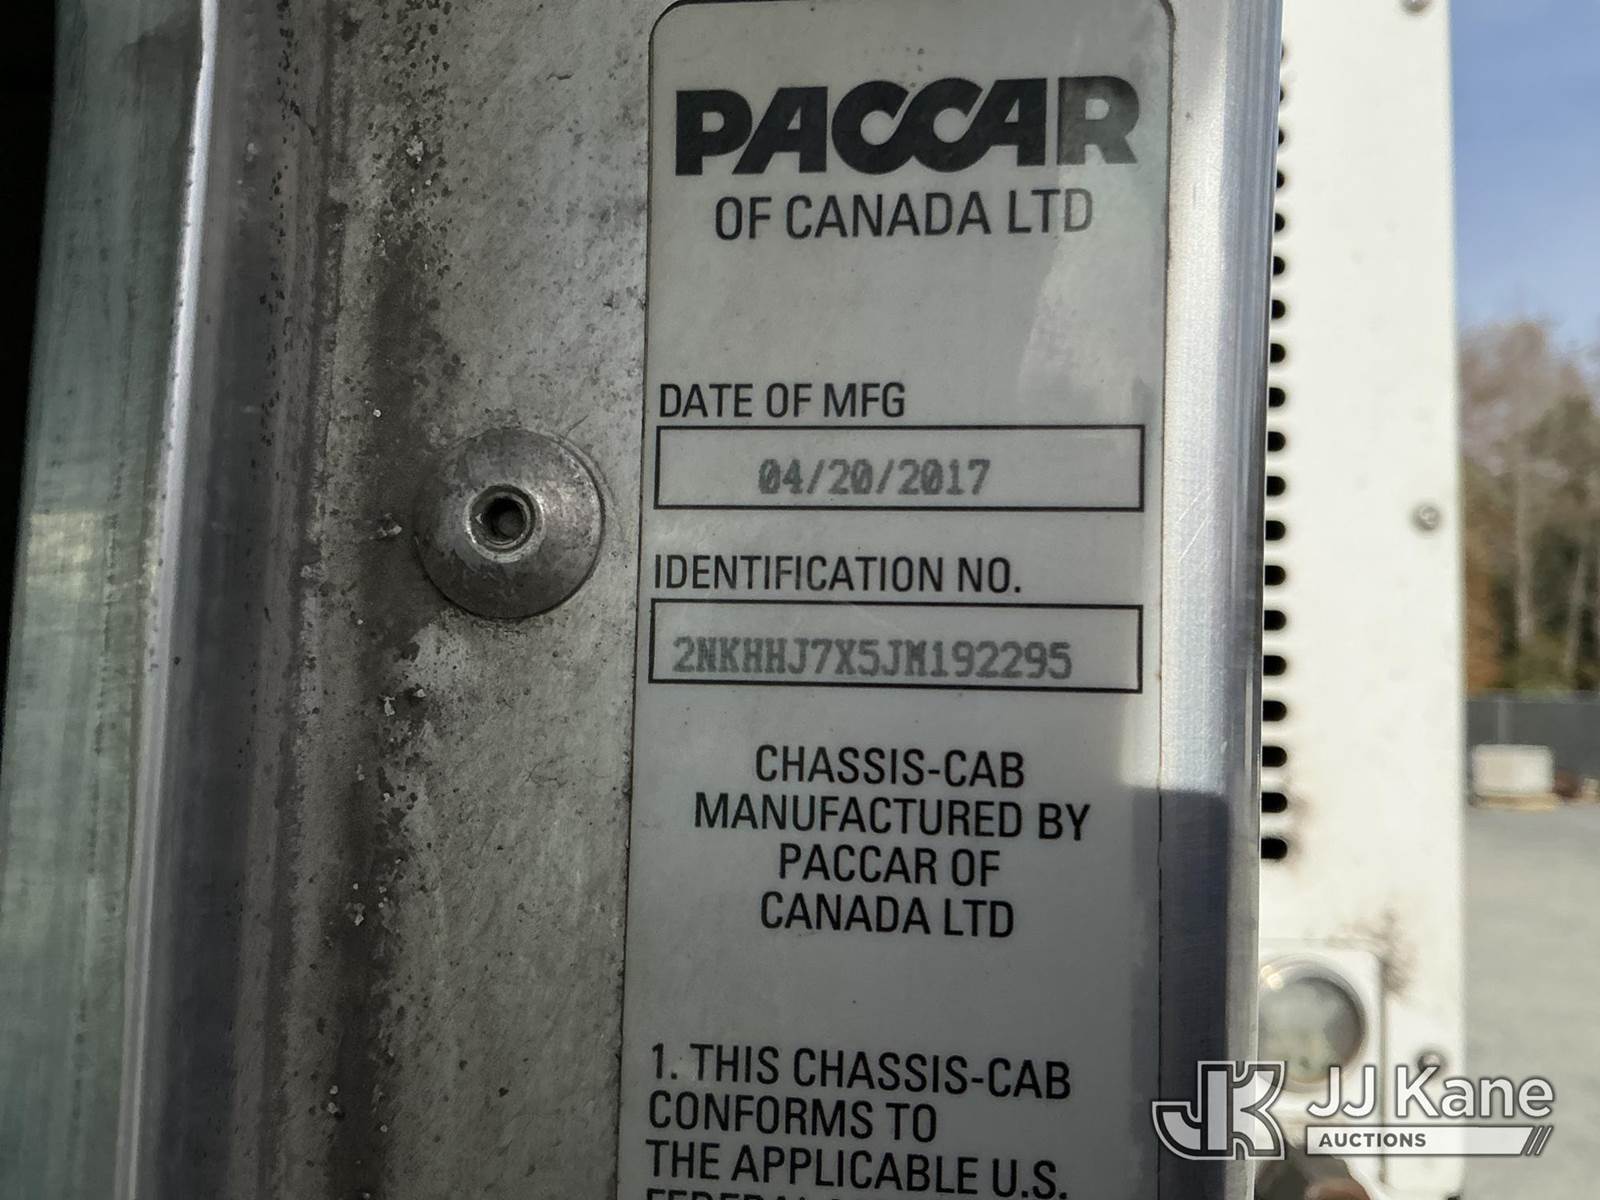 PACCAR
OF CANADA LTD
DATE OF MFG
04/20/2017
IDENTIFICATION NO.
2NKHHJ7X5JM192295
CHASSIS-CAB
MANUFACTURED BY
PACCAR OF
CANADA LTD
1. THIS CHASSIS-CAB
CONFORMS TO
THE APPLICABLE U.S.
JK JJ Kane
AUCTIONS